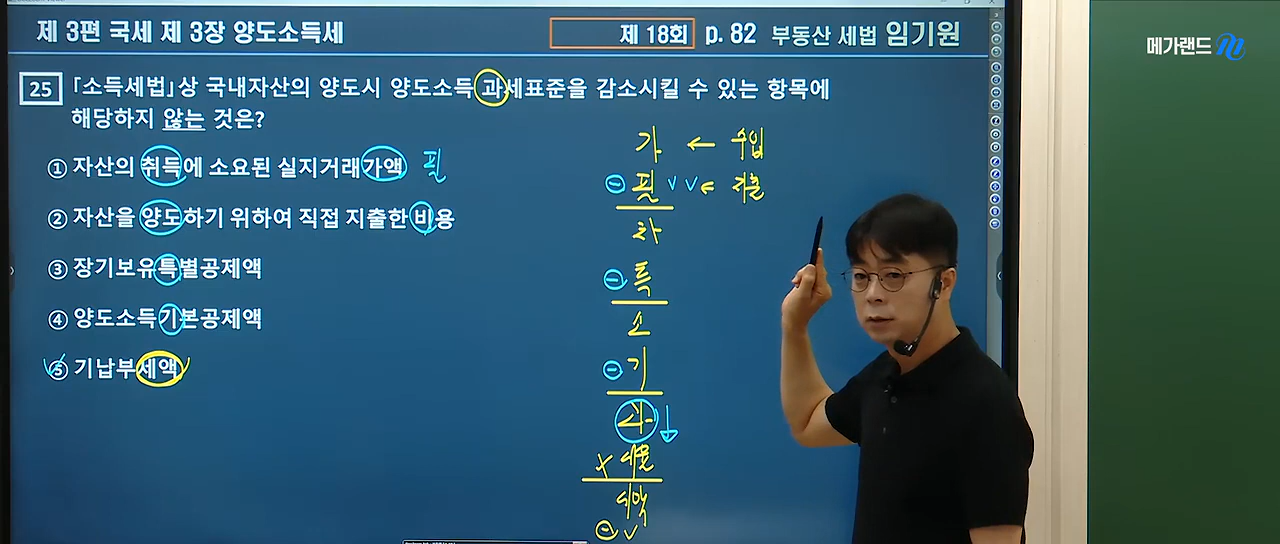 제 3편 국세 제 3장 양도소득세
제 18회 p. 82 부동산 세법 임기원
메가랜드
25 「소득세법」상 국내자산의 양도시 양도소득 과세표준을 감소시킬 수 있는 항목에
해당하지 않는 것은?
① 자산의 취득에 소요된 실지거래가액 필
② 자산을 양도하기 위하여 직접 지출한 비용
③ 장기보유특별공제액
④ 양도소득기본공제액
⑤ 기납부세액
가 ← 수입
⊖ 필 ∨∨ ← 지출
차
⊖ 특
소
⊖ 기
과 ↓
× 세율
세액
⊖ ∨